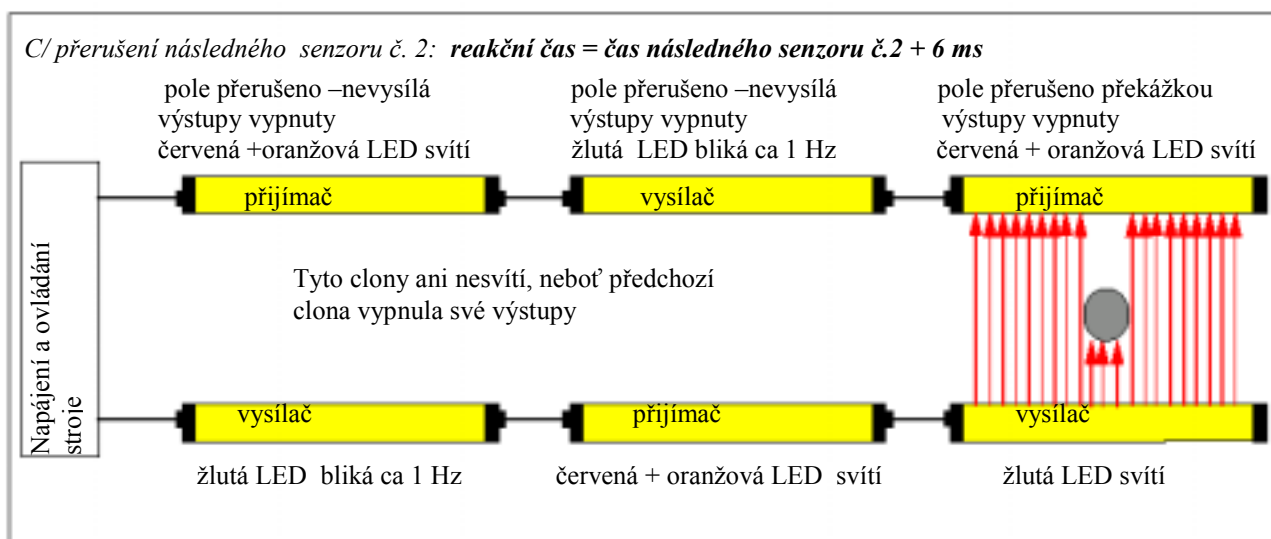 C/ přerušení následného senzoru č. 2: reakční čas = čas následného senzoru č.2 + 6 ms
pole přerušeno –nevysílá
výstupy vypnuty
červená +oranžová LED svítí
pole přerušeno –nevysílá
výstupy vypnuty
žlutá LED bliká ca 1 Hz
pole přerušeno překážkou
výstupy vypnuty
červená + oranžová LED svítí
přijímač
vysílač
přijímač
Napájení a ovládání
stroje
Tyto clony ani nesvítí, neboť předchozí
clona vypnula své výstupy
vysílač
přijímač
vysílač
žlutá LED bliká ca 1 Hz
červená + oranžová LED svítí
žlutá LED svítí